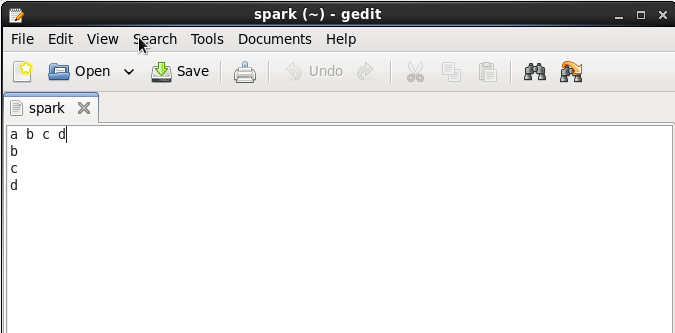 spark (~) - gedit
File Edit View Search Tools Documents Help
Open Save Undo
spark
a b c d
b
c
d